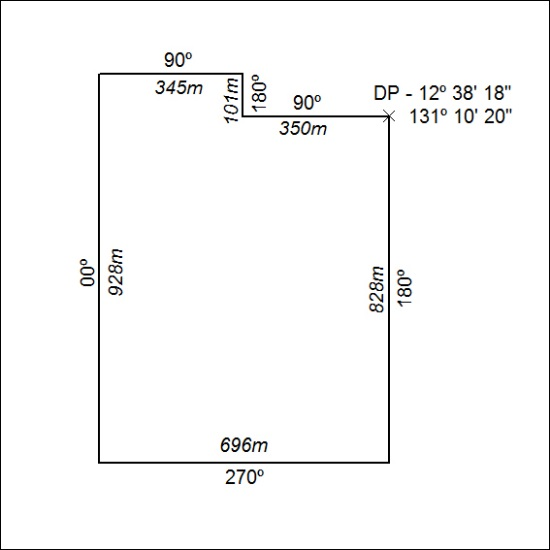 90º
345m
101m
180º
90º
350m
DP - 12º 38' 18"
131º 10' 20"
00º
928m
828m
180º
696m
270º